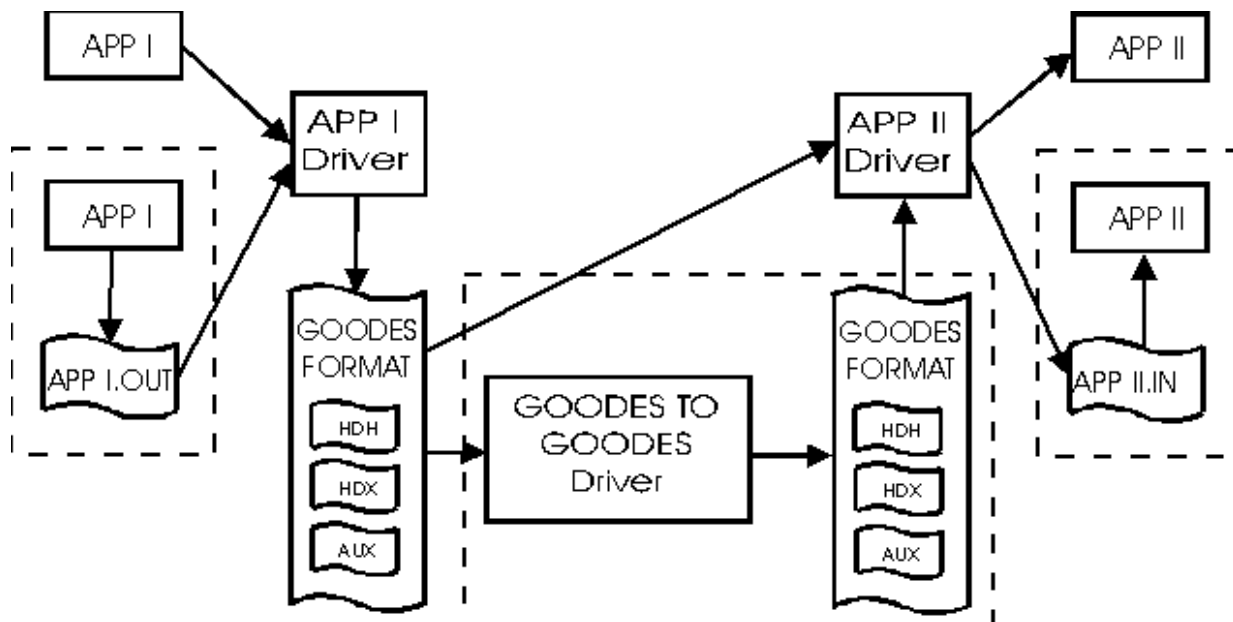 APP I
APP II
APP I
Driver
APP II
Driver
APP I
APP II
APP I.OUT
GOODES
FORMAT
HDH
HDX
AUX
GOODES TO
GOODES
Driver
GOODES
FORMAT
HDH
HDX
AUX
APP II.IN